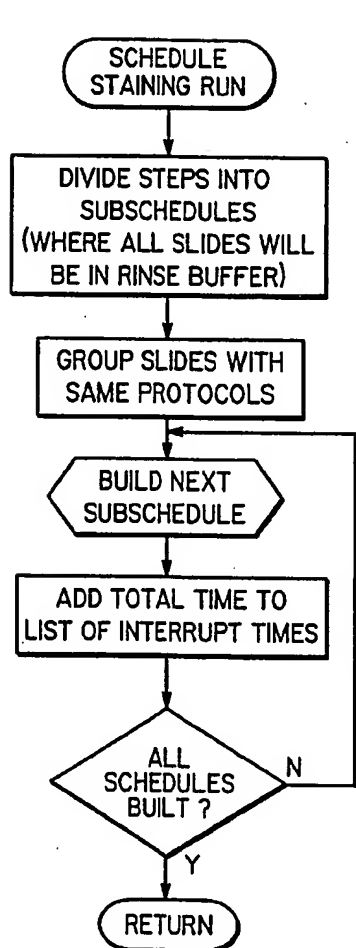 SCHEDULE
STAINING RUN
DIVIDE STEPS INTO
SUBSCHEDULES
(WHERE ALL SLIDES WILL
BE IN RINSE BUFFER)
GROUP SLIDES WITH
SAME PROTOCOLS
BUILD NEXT
SUBSCHEDULE
ADD TOTAL TIME TO
LIST OF INTERRUPT TIMES
ALL
SCHEDULES
BUILT ?
N
Y
RETURN